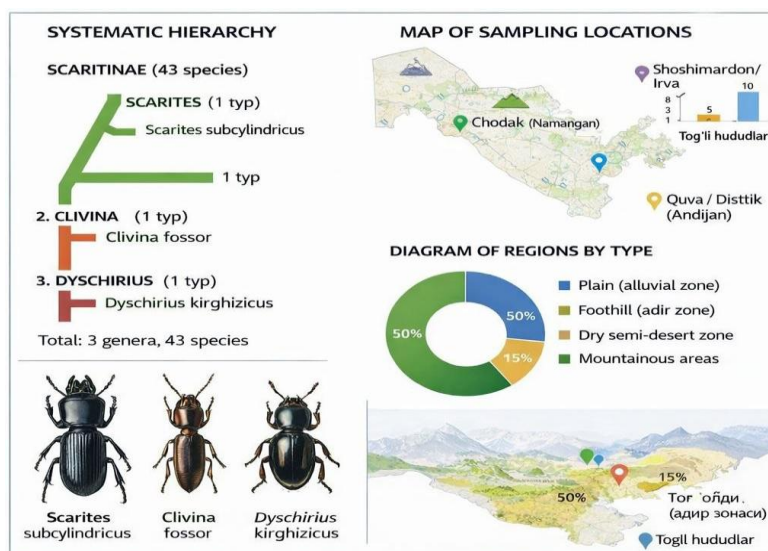 SYSTEMATIC HIERARCHY
SCARITINAE (43 species)
SCARITES (1 typ)
Scarites subcylindricus
1 typ
2. CLIVINA (1 typ)
Clivina fossor
3. DYSCHIRIUS (1 typ)
Dyschirius kirghizicus
Total: 3 genera, 43 species
Scarites
subcylindricus
Clivina
fossor
Dyschirius
kirghizicus
MAP OF SAMPLING LOCATIONS
Shoshimardon/
Irva
10
8
5
3
1
Tog'li hududlar
Chodak (Namangan)
Quva / Disttik
(Andijan)
DIAGRAM OF REGIONS BY TYPE
50%
50%
15%
Plain (alluvial zone)
Foothill (adir zone)
Dry semi-desert zone
Mountainous areas
50%
15%
Тоғ ʻолди.
(адир зонаси)
Togll hududlar